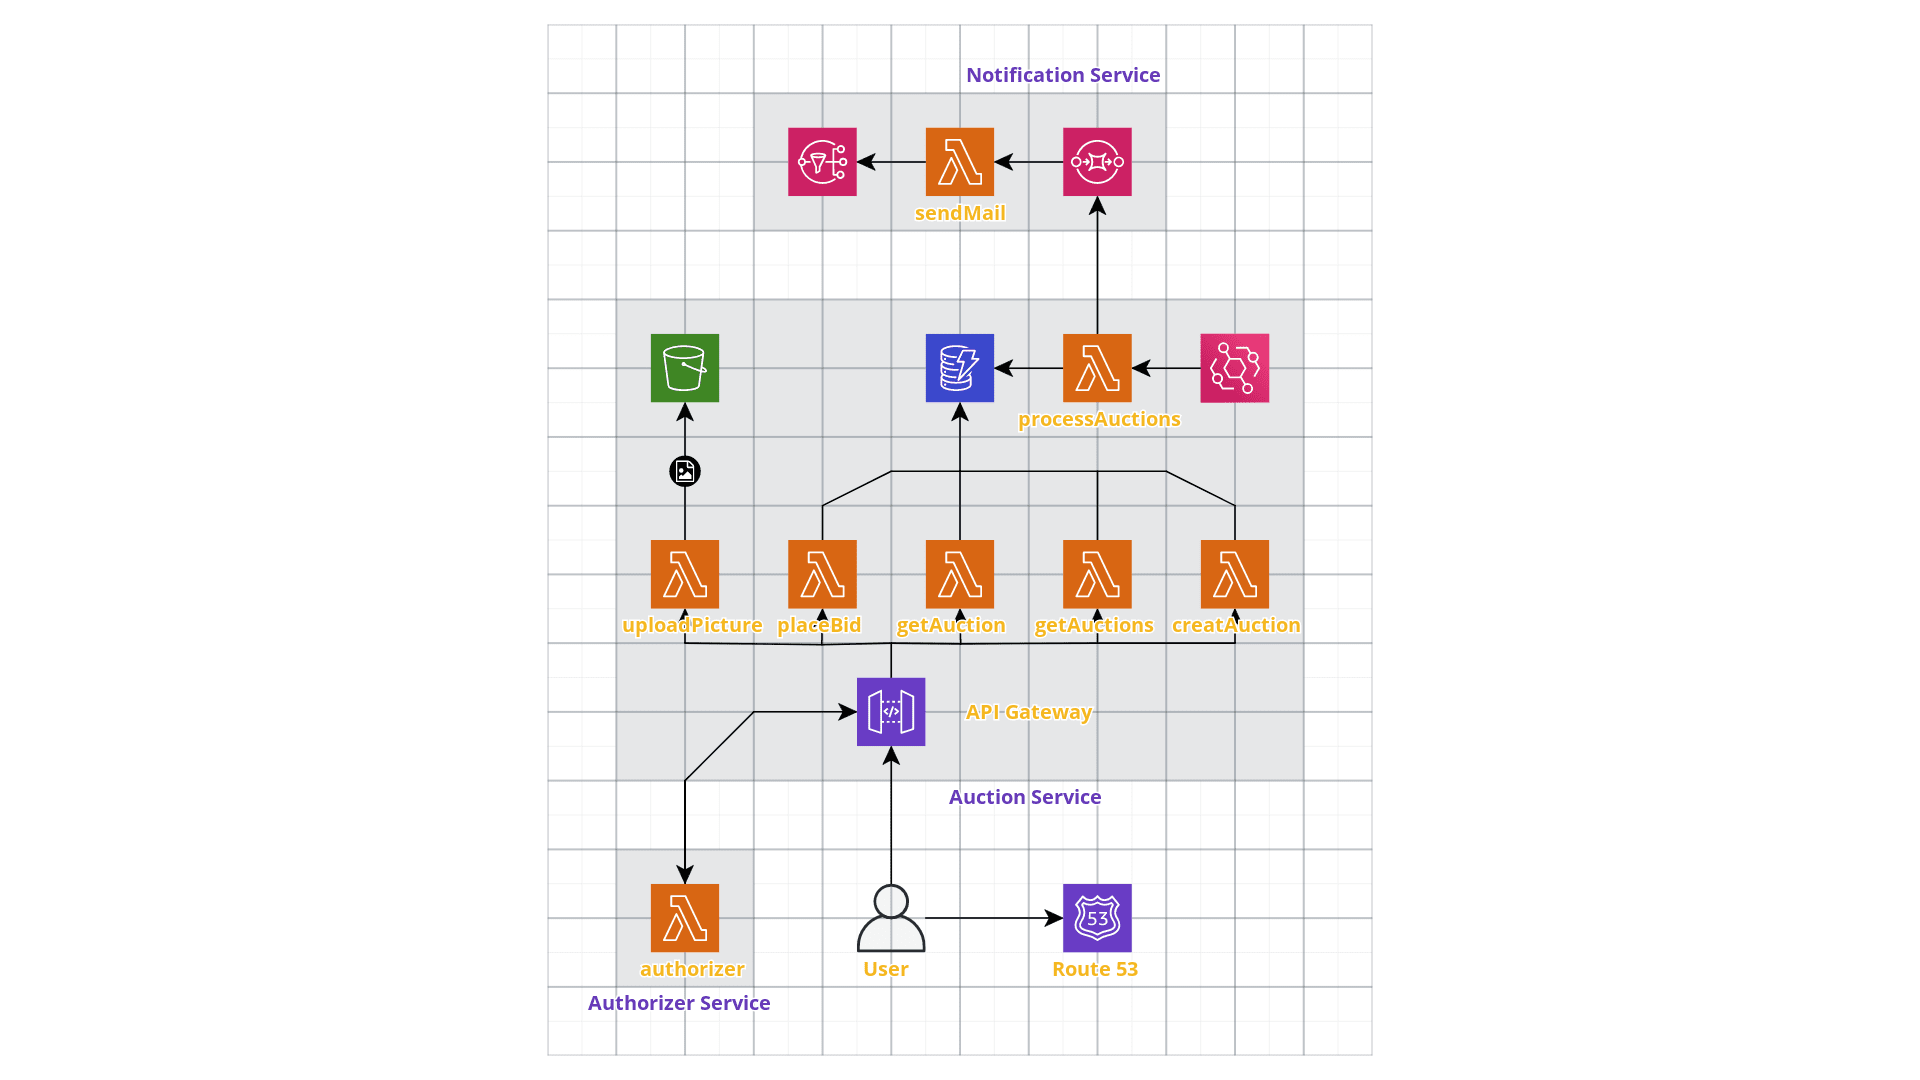 Notification Service
sendMail
processAuctions
uploadPicture
placeBid
getAuction
getAuctions
creatAuction
</>
API Gateway
Auction Service
53
authorizer
User
Route 53
Authorizer Service